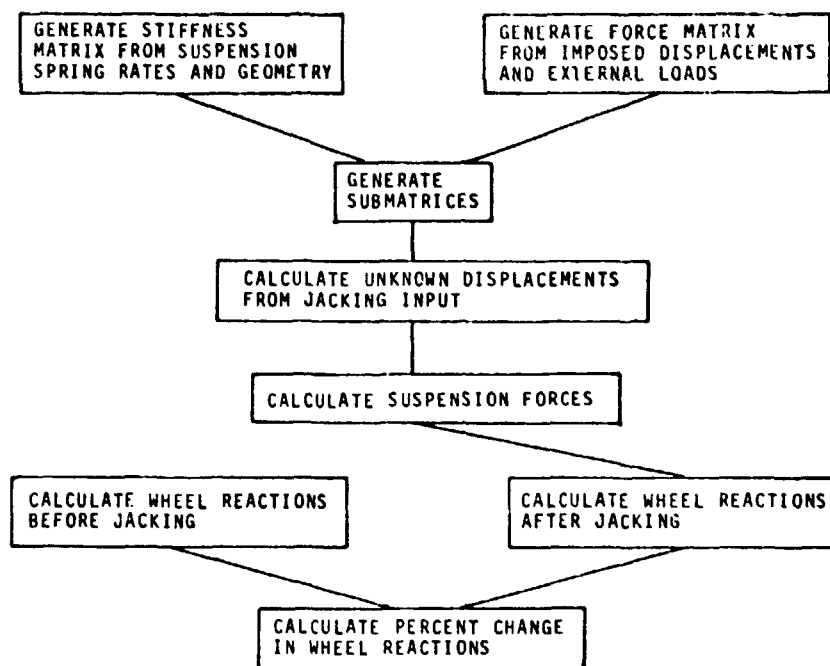 GENERATE STIFFNESS
MATRIX FROM SUSPENSION
SPRING RATES AND GEOMETRY
GENERATE FORCE MATRIX
FROM IMPOSED DISPLACEMENTS
AND EXTERNAL LOADS
GENERATE
SUBMATRICES
CALCULATE UNKNOWN DISPLACEMENTS
FROM JACKING INPUT
CALCULATE SUSPENSION FORCES
CALCULATE WHEEL REACTIONS
BEFORE JACKING
CALCULATE WHEEL REACTIONS
AFTER JACKING
CALCULATE PERCENT CHANGE
IN WHEEL REACTIONS